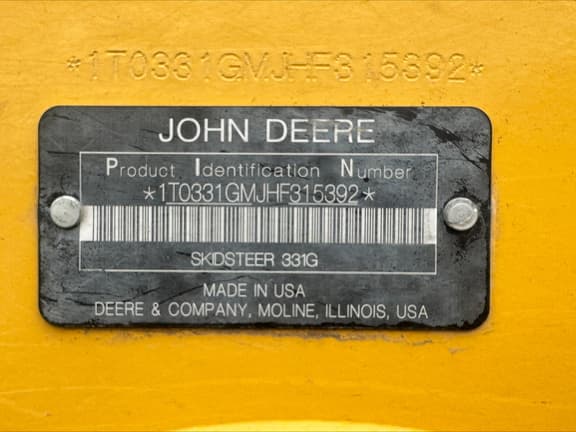 *1T0331GMJHF315392*
JOHN DEERE
Product Identification Number
*1T0331GMJHF315392*
SKIDSTEER 331G
MADE IN USA
DEERE & COMPANY, MOLINE, ILLINOIS, USA